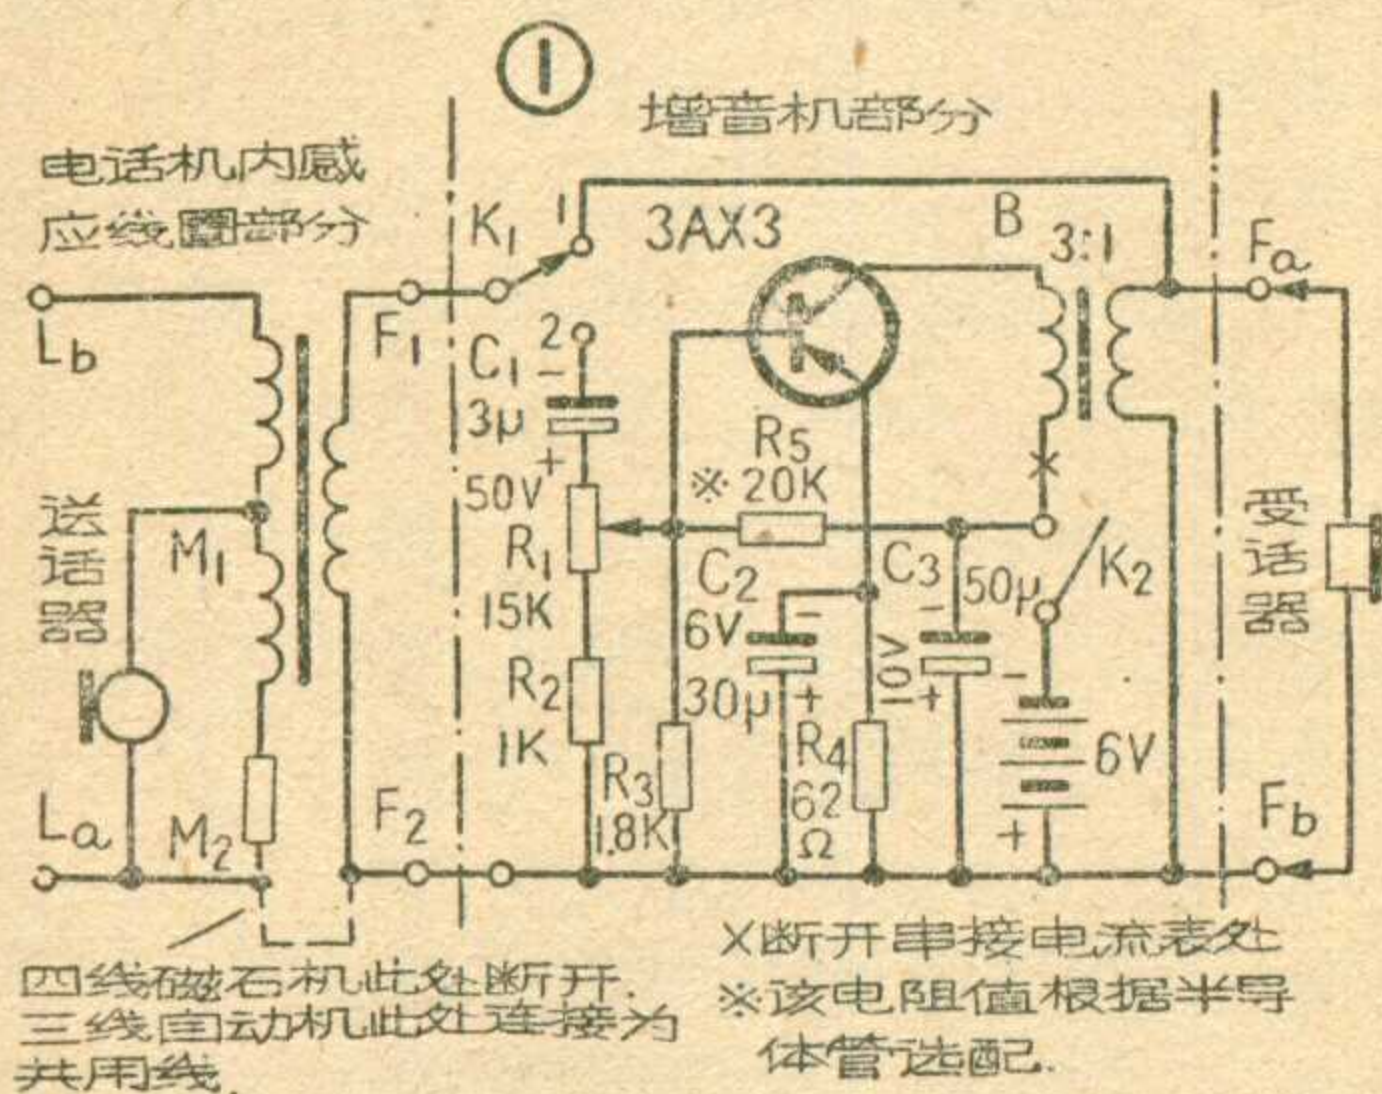 ①
增音机部分
电话机内感
应线圈部分
K₁
1
3AX3
B
3:1
Fa
Lb
F₁
C₁
2
-
3μ
+
50V
R₅
※20K
×
送话器
M₁
R₁
15K
C₂
6V
-
30μ
+
C₃
-
50μ
10V
+
K₂
受话器
R₂
1K
R₃
1.8K
R₄
62
Ω
-
6V
+
La
M₂
F₂
Fb
四线磁石机此处断开.
三线自动机此处连接为
共用线.
×断开串接电流表处
※该电阻值根据半导
体管选配.